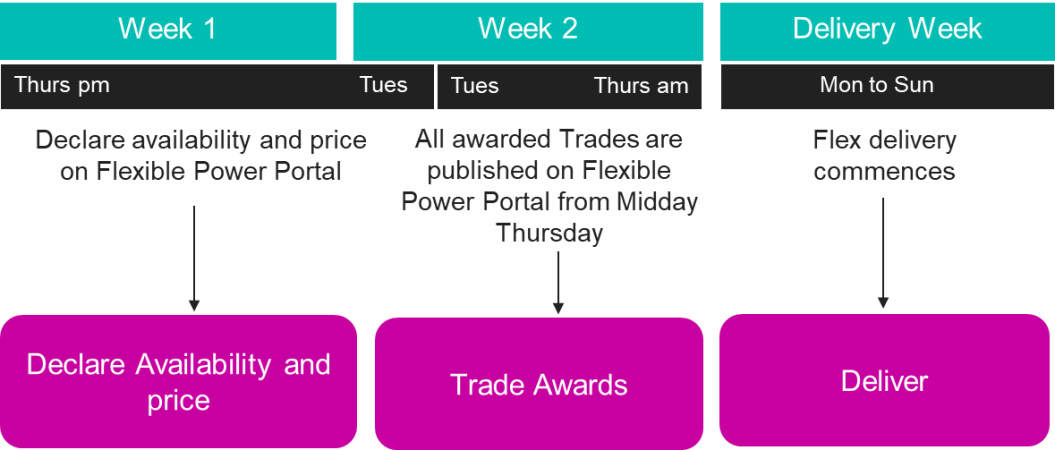 Week 1
Week 2
Delivery Week
Thurs pm
Tues
Tues
Thurs am
Mon to Sun
Declare availability and price
on Flexible Power Portal
All awarded Trades are
published on Flexible
Power Portal from Midday
Thursday
Flex delivery
commences
Declare Availability and
price
Trade Awards
Deliver